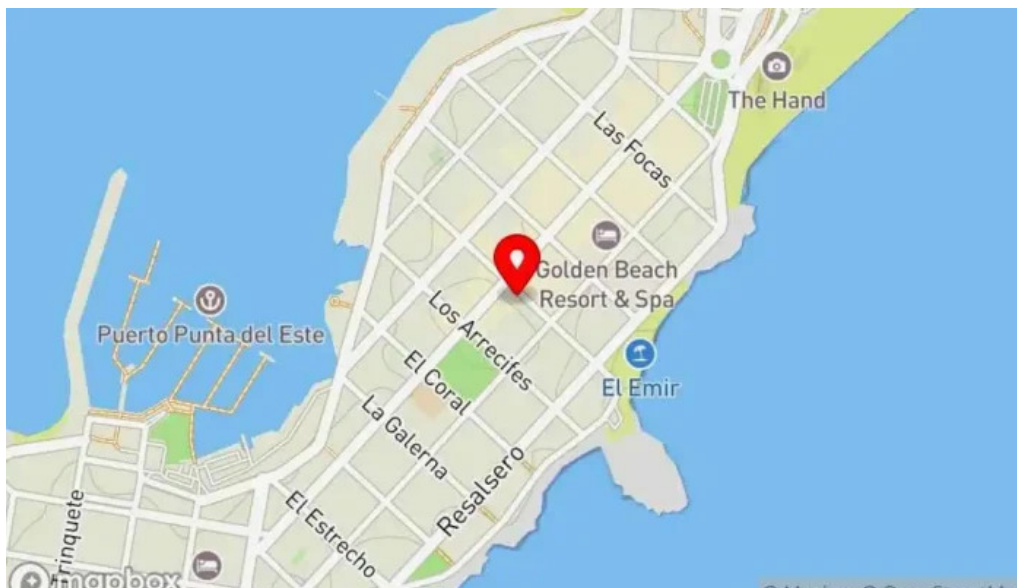 The Hand
Las Focas
Golden Beach
Resort & Spa
Puerto Punta del Este
Los Arrecifes
El Emir
El Coral
La Galerna
Resalsero
El Estrecho
mapbox